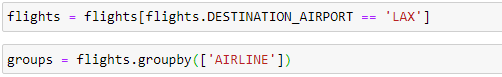 flights = flights[flights.DESTINATION_AIRPORT == 'LAX']
groups = flights.groupby(['AIRLINE'])